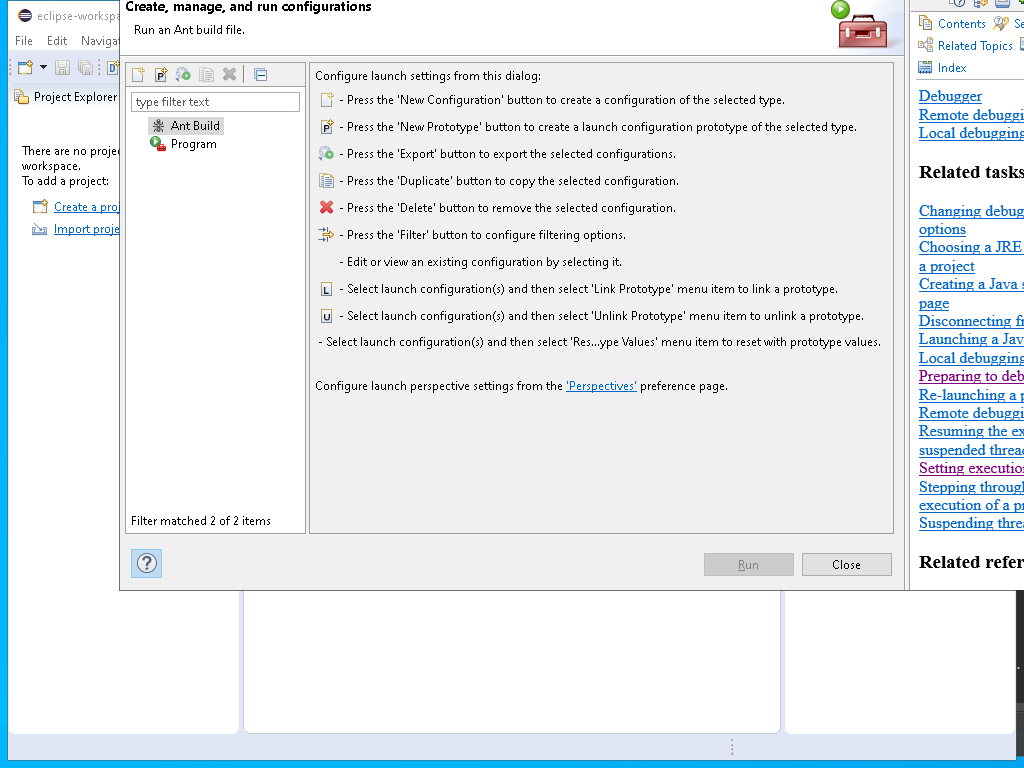 eclipse-workspa
File Edit Navigat
Project Explorer
There are no proje
workspace.
To add a project:
Create a proj
Import proje
Create, manage, and run configurations
Run an Ant build file.
type filter text
Ant Build
Program
Filter matched 2 of 2 items
Configure launch settings from this dialog:
- Press the 'New Configuration' button to create a configuration of the selected type.
- Press the 'New Prototype' button to create a launch configuration prototype of the selected type.
- Press the 'Export' button to export the selected configurations.
- Press the 'Duplicate' button to copy the selected configuration.
- Press the 'Delete' button to remove the selected configuration.
- Press the 'Filter' button to configure filtering options.
- Edit or view an existing configuration by selecting it.
- Select launch configuration(s) and then select 'Link Prototype' menu item to link a prototype.
- Select launch configuration(s) and then select 'Unlink Prototype' menu item to unlink a prototype.
- Select launch configuration(s) and then select 'Res...ype Values' menu item to reset with prototype values.
Configure launch perspective settings from the 'Perspectives' preference page.
Run Close
Contents Se
Related Topics
Index
Debugger
Remote debuggi
Local debugging
Related tasks
Changing debug
options
Choosing a JRE
a project
Creating a Java s
page
Disconnecting fr
Launching a Jav
Local debugging
Preparing to deb
Re-launching a p
Remote debuggi
Resuming the ex
suspended threa
Setting executio
Stepping through
execution of a pr
Suspending threa
Related refer